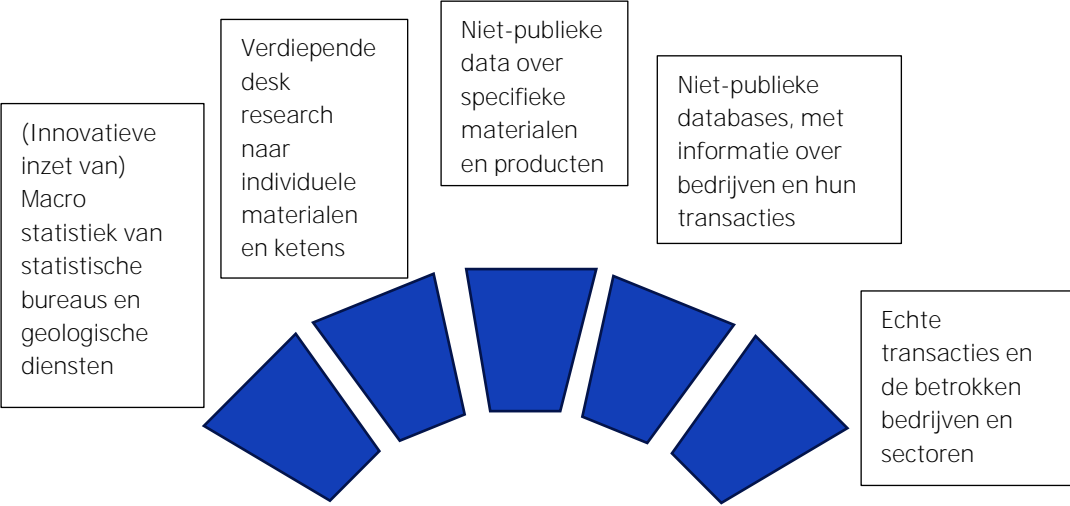 (Innovatieve
inzet van)
Macro
statistiek van
statistische
bureaus en
geologische
diensten
Verdiepende
desk
research
naar
individuele
materialen
en ketens
Niet-publieke
data over
specifieke
materialen
en producten
Niet-publieke
databases, met
informatie over
bedrijven en hun
transacties
Echte
transacties en
de betrokken
bedrijven en
sectoren